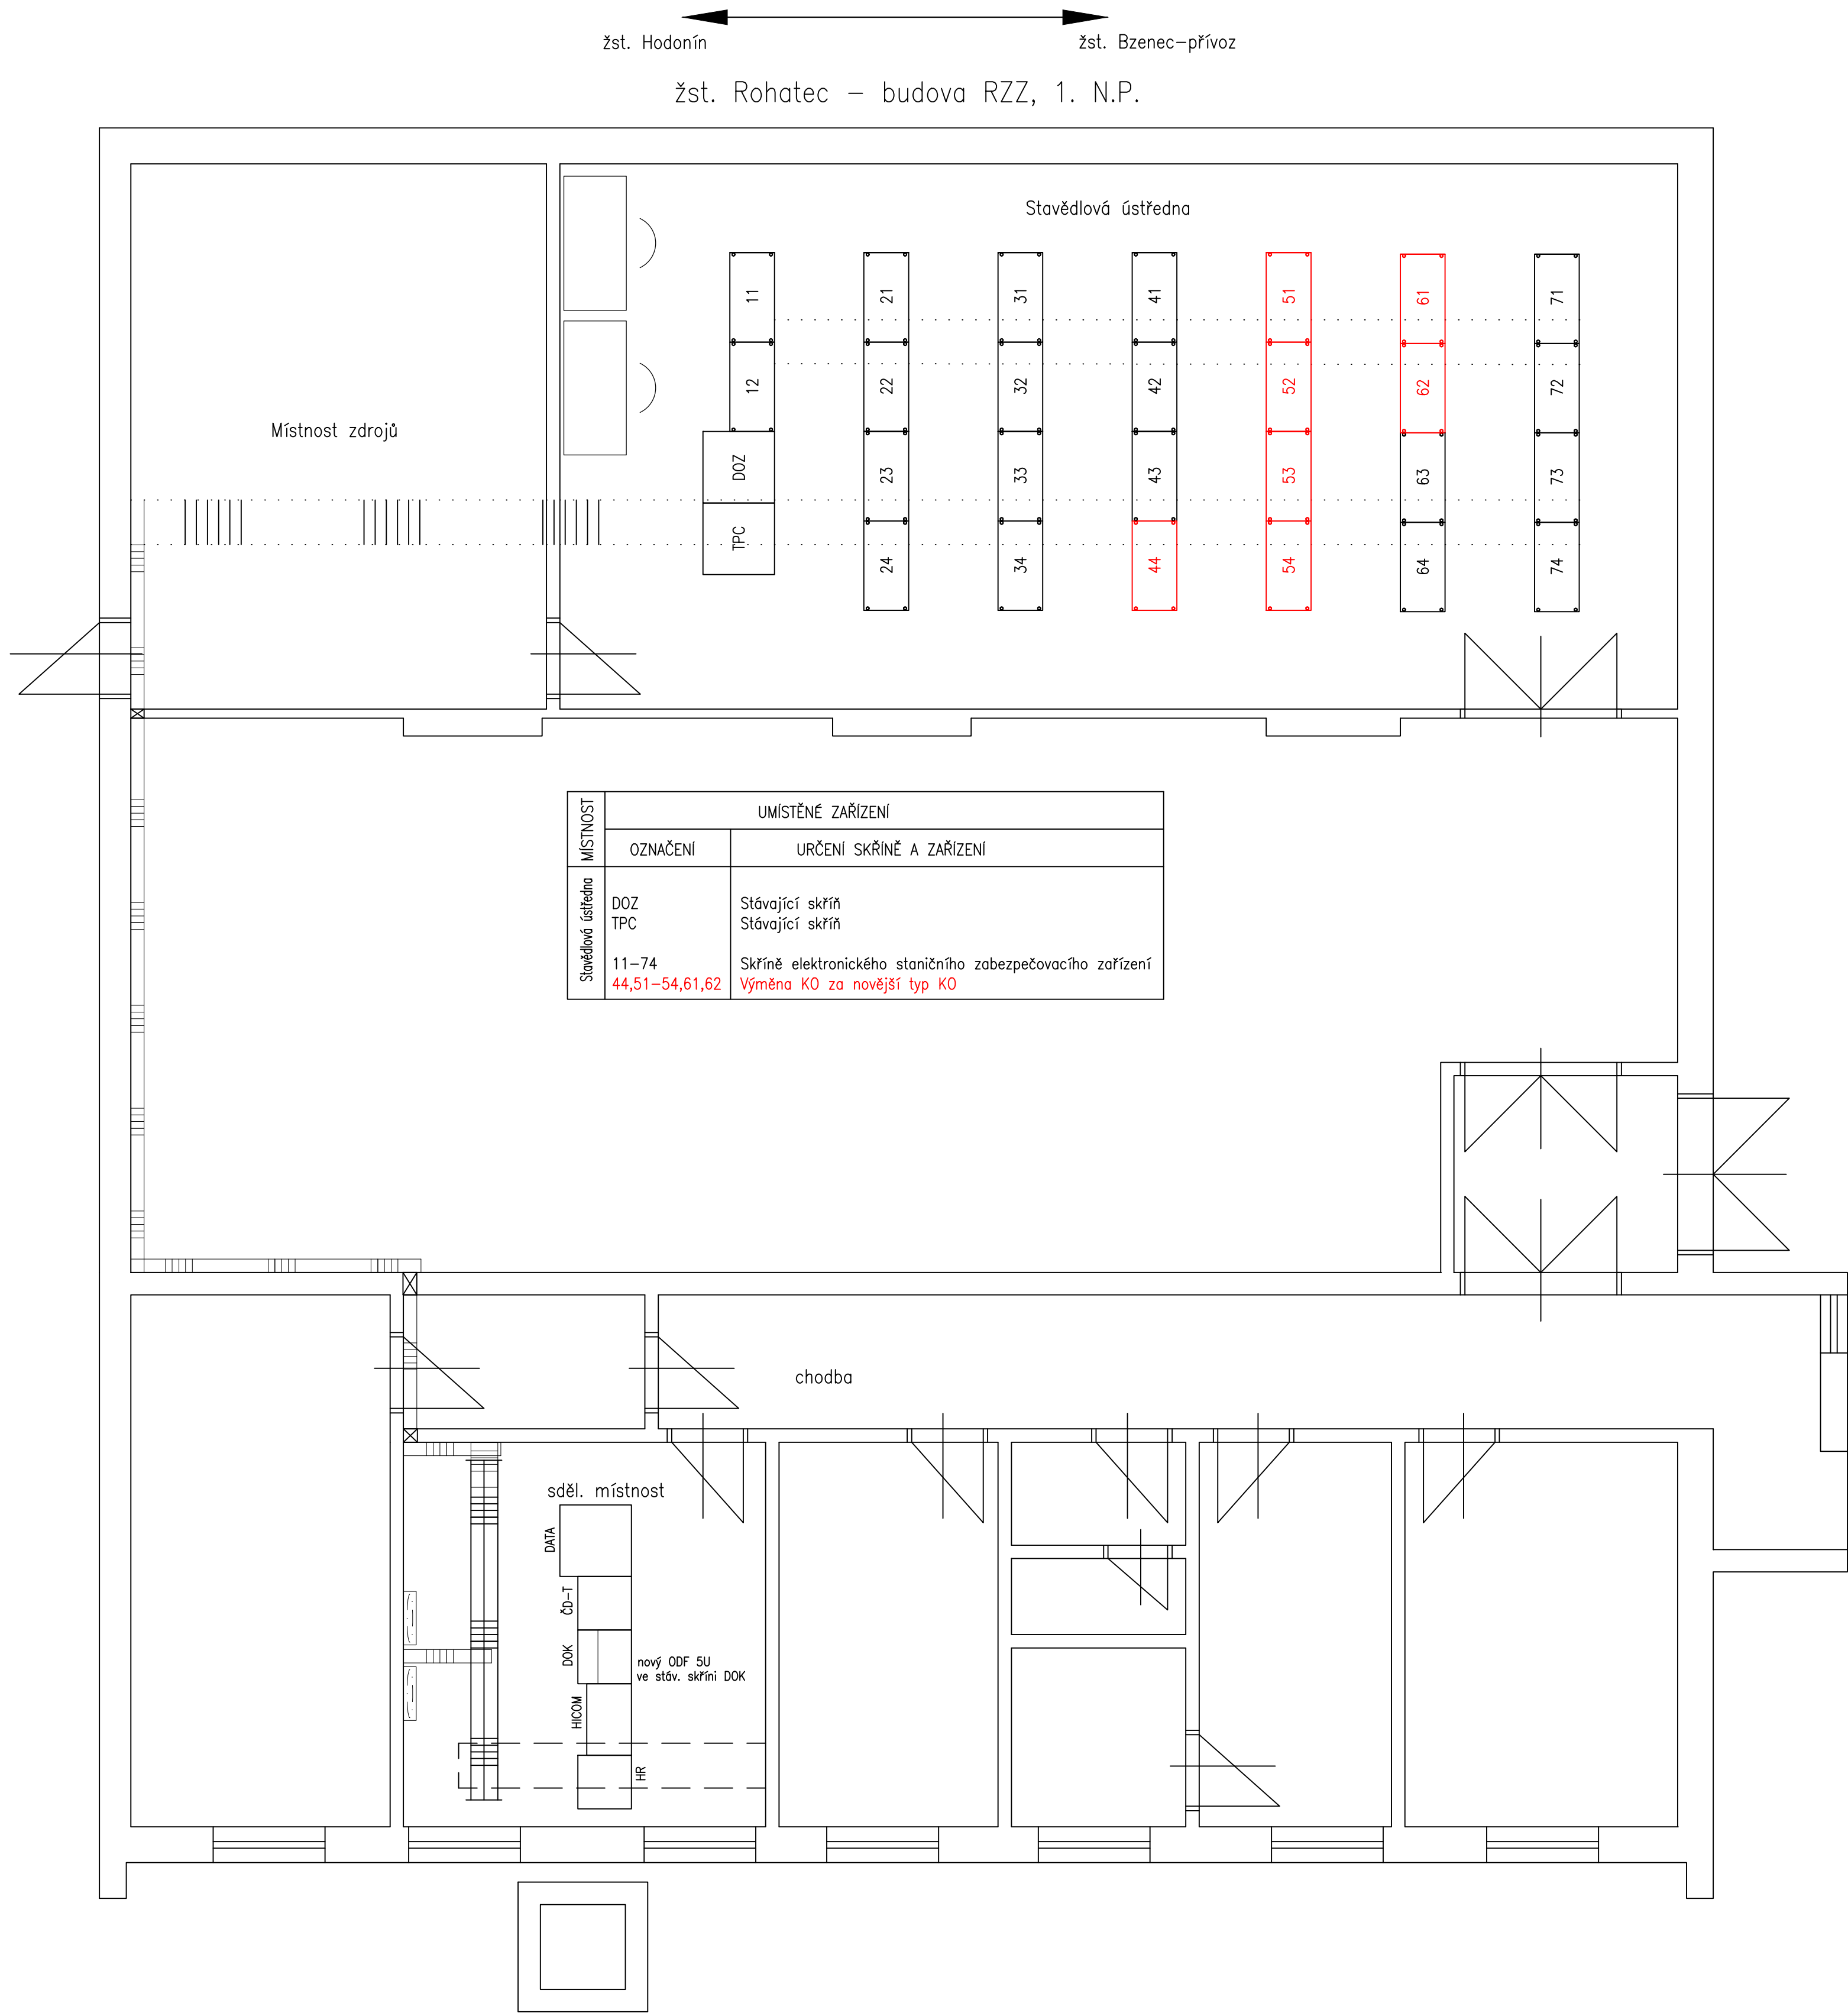 žst. Hodonín
žst. Bzenec-přívoz
žst. Rohatec – budova RZZ, 1. N.P.
Stavědlová ústředna
Místnost zdrojů
11
21
31
41
51
61
71
12
22
32
42
52
62
72
DOZ
23
33
43
53
63
73
TPC
24
34
44
54
64
74
MÍSTNOST
UMÍSTĚNÉ ZAŘÍZENÍ
OZNAČENÍ
URČENÍ SKŘÍNĚ A ZAŘÍZENÍ
Stavědlová ústředna
DOZ
Stávající skříň
TPC
Stávající skříň
11–74
Skříně elektronického staničního zabezpečovacího zařízení
44,51–54,61,62
Výměna KO za novější typ KO
chodba
sděl. místnost
DATA
ČD-T
DOK
nový ODF 5U
ve stáv. skříni DOK
HICOM
HR